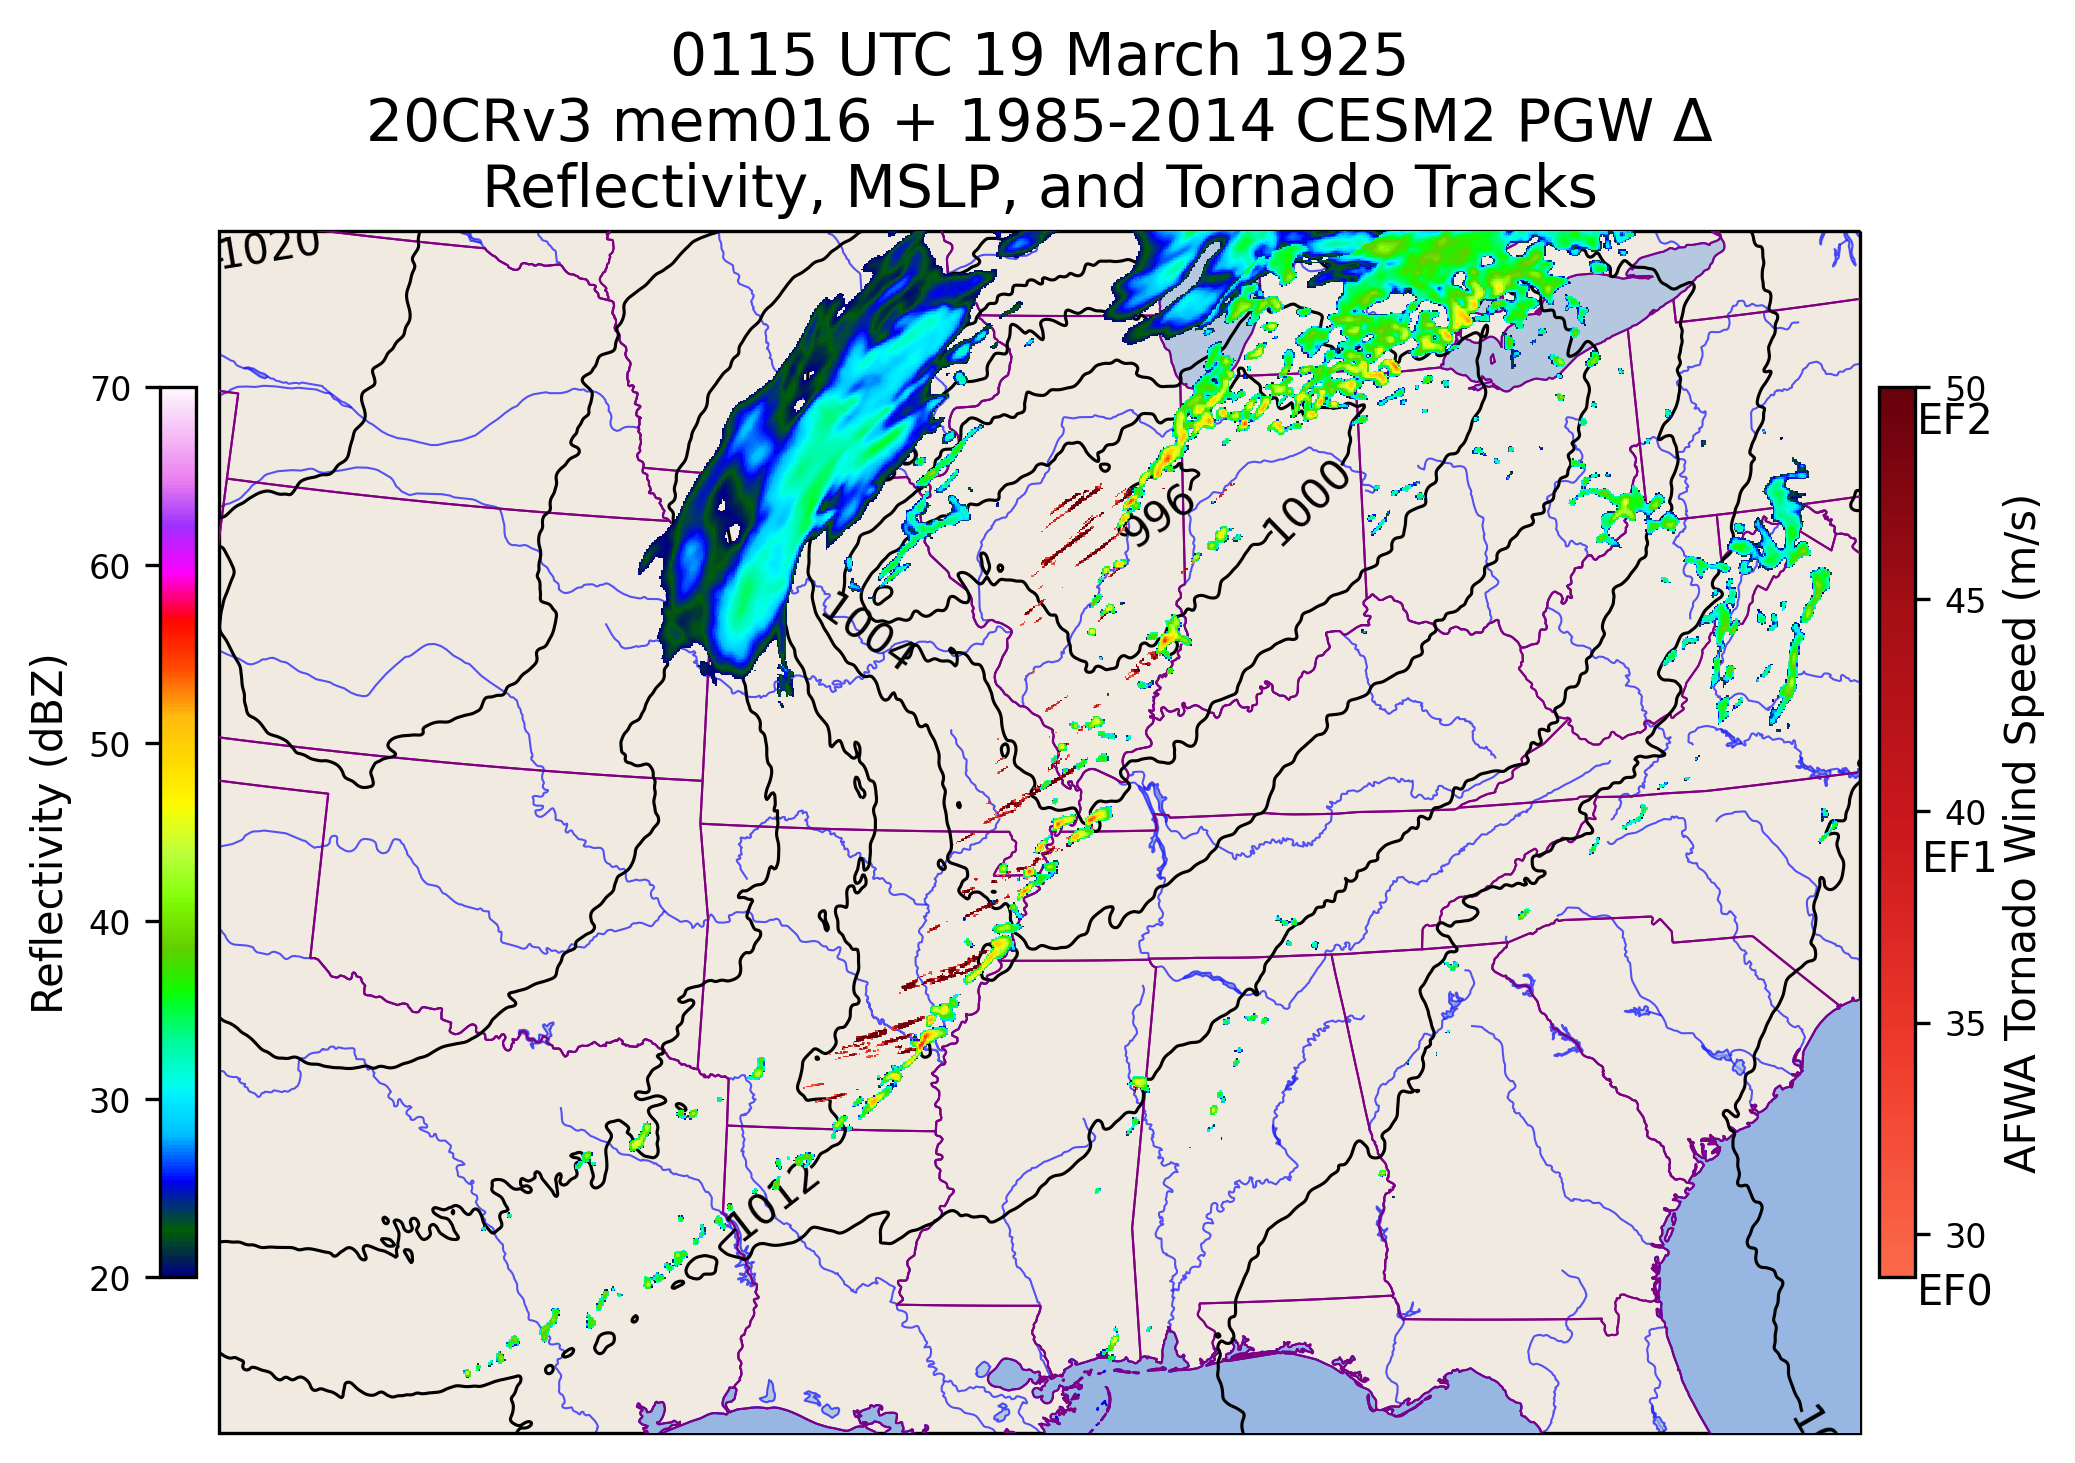 0115 UTC 19 March 1925
20CRv3 mem016 + 1985-2014 CESM2 PGW Δ
Reflectivity, MSLP, and Tornado Tracks
1020
996
1000
1004
1012
70
60
50
40
30
20
Reflectivity (dBZ)
50
EF2
45
40
EF1
35
30
EF0
AFWA Tornado Wind Speed (m/s)